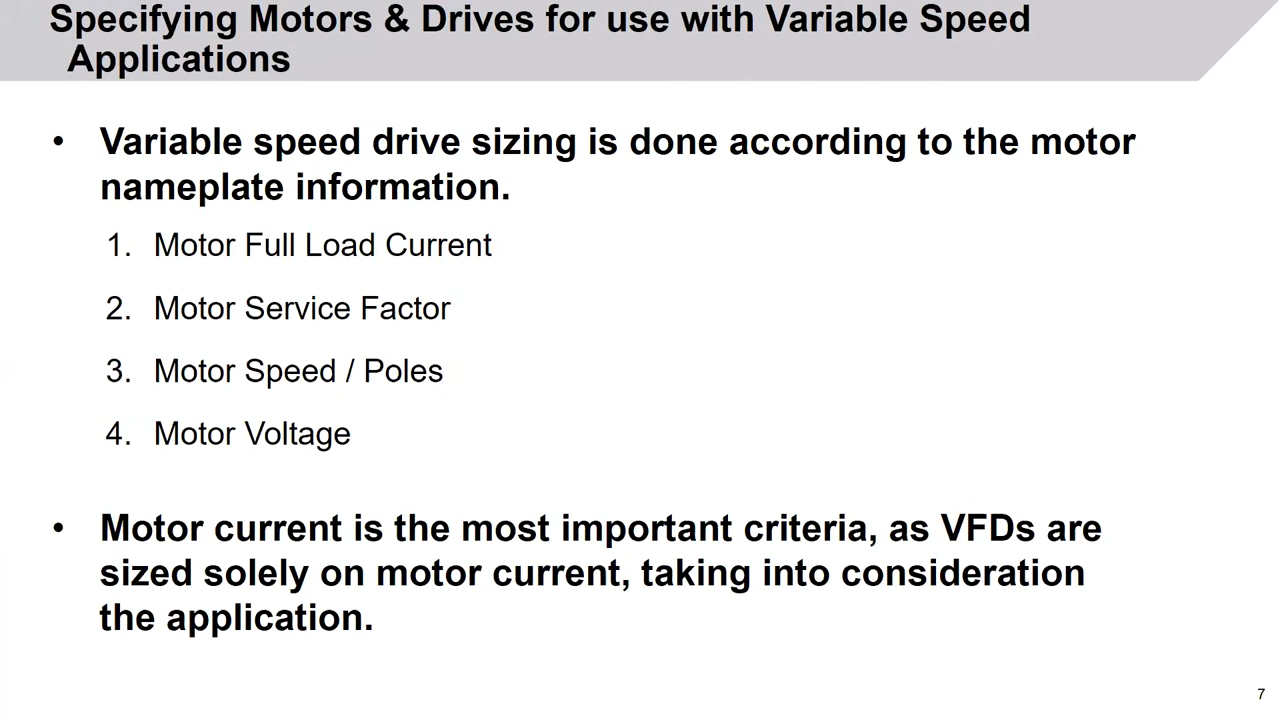 Specifying Motors & Drives for use with Variable Speed
Applications
• Variable speed drive sizing is done according to the motor
nameplate information.
1. Motor Full Load Current
2. Motor Service Factor
3. Motor Speed / Poles
4. Motor Voltage
• Motor current is the most important criteria, as VFDs are
sized solely on motor current, taking into consideration
the application.
7